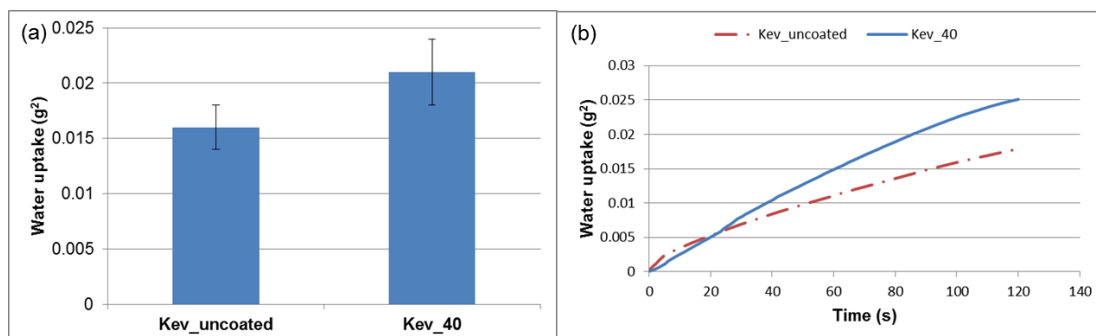 (a)
Water uptake (g²)
0.025
0.02
0.015
0.01
0.005
0
Kev_uncoated Kev_40
(b)
Kev_uncoated Kev_40
Water uptake (g²)
0.03
0.025
0.02
0.015
0.01
0.005
0
0 20 40 60 80 100 120 140
Time (s)